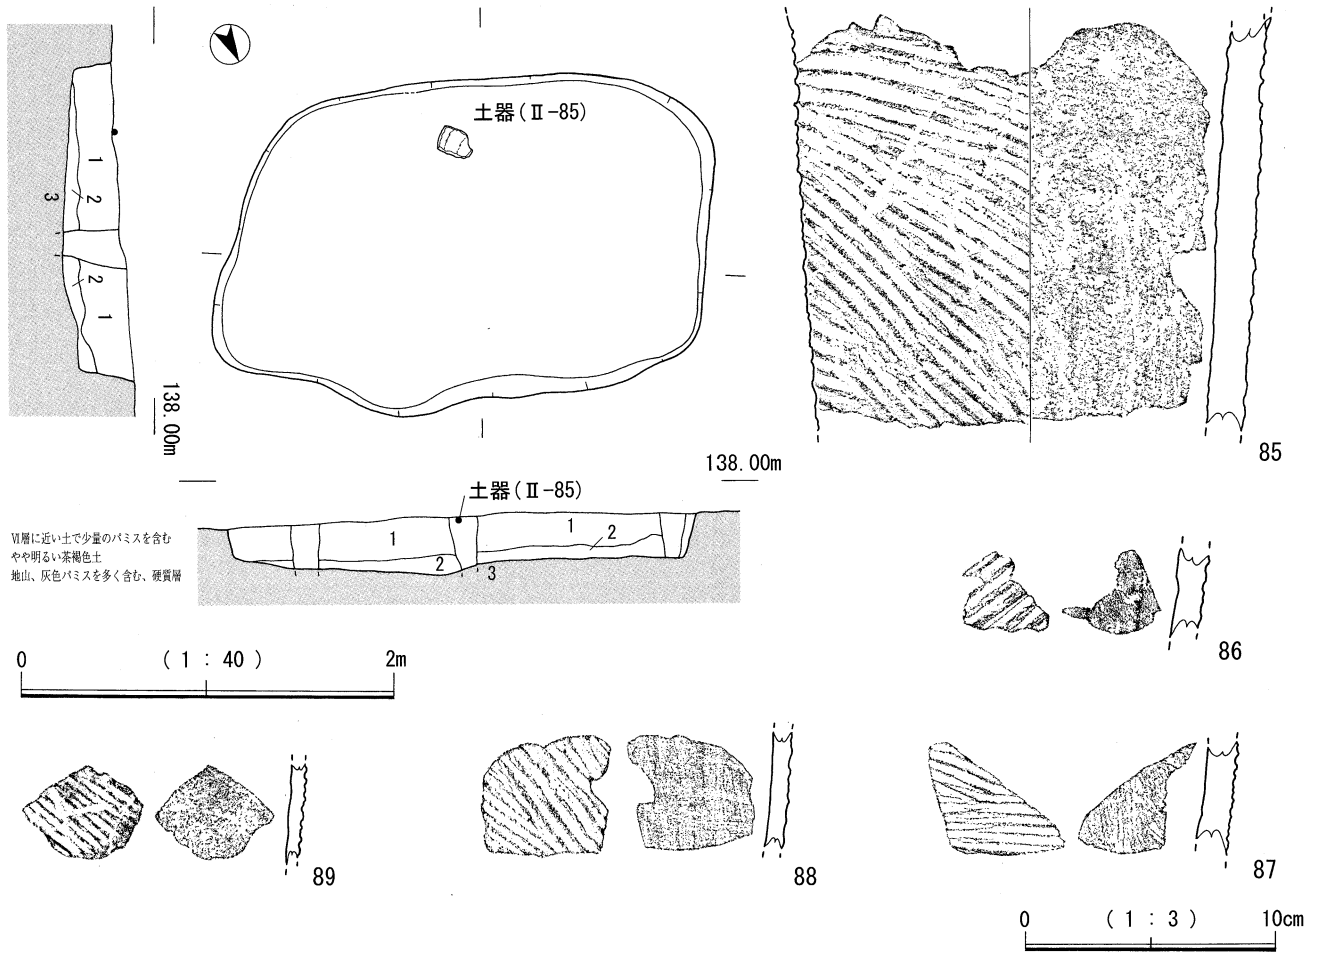 土器(Ⅱ-85)
1
2
3
2
1
138.00m
85
138.00m
土器(Ⅱ-85)
1
1
2
2
3
Ⅵ層に近い土で少量のパミスを含む
やや明るい茶褐色土
地山、灰色パミスを多く含む、硬質層
86
0 (1:40) 2m
89
88
87
0 (1:3) 10cm